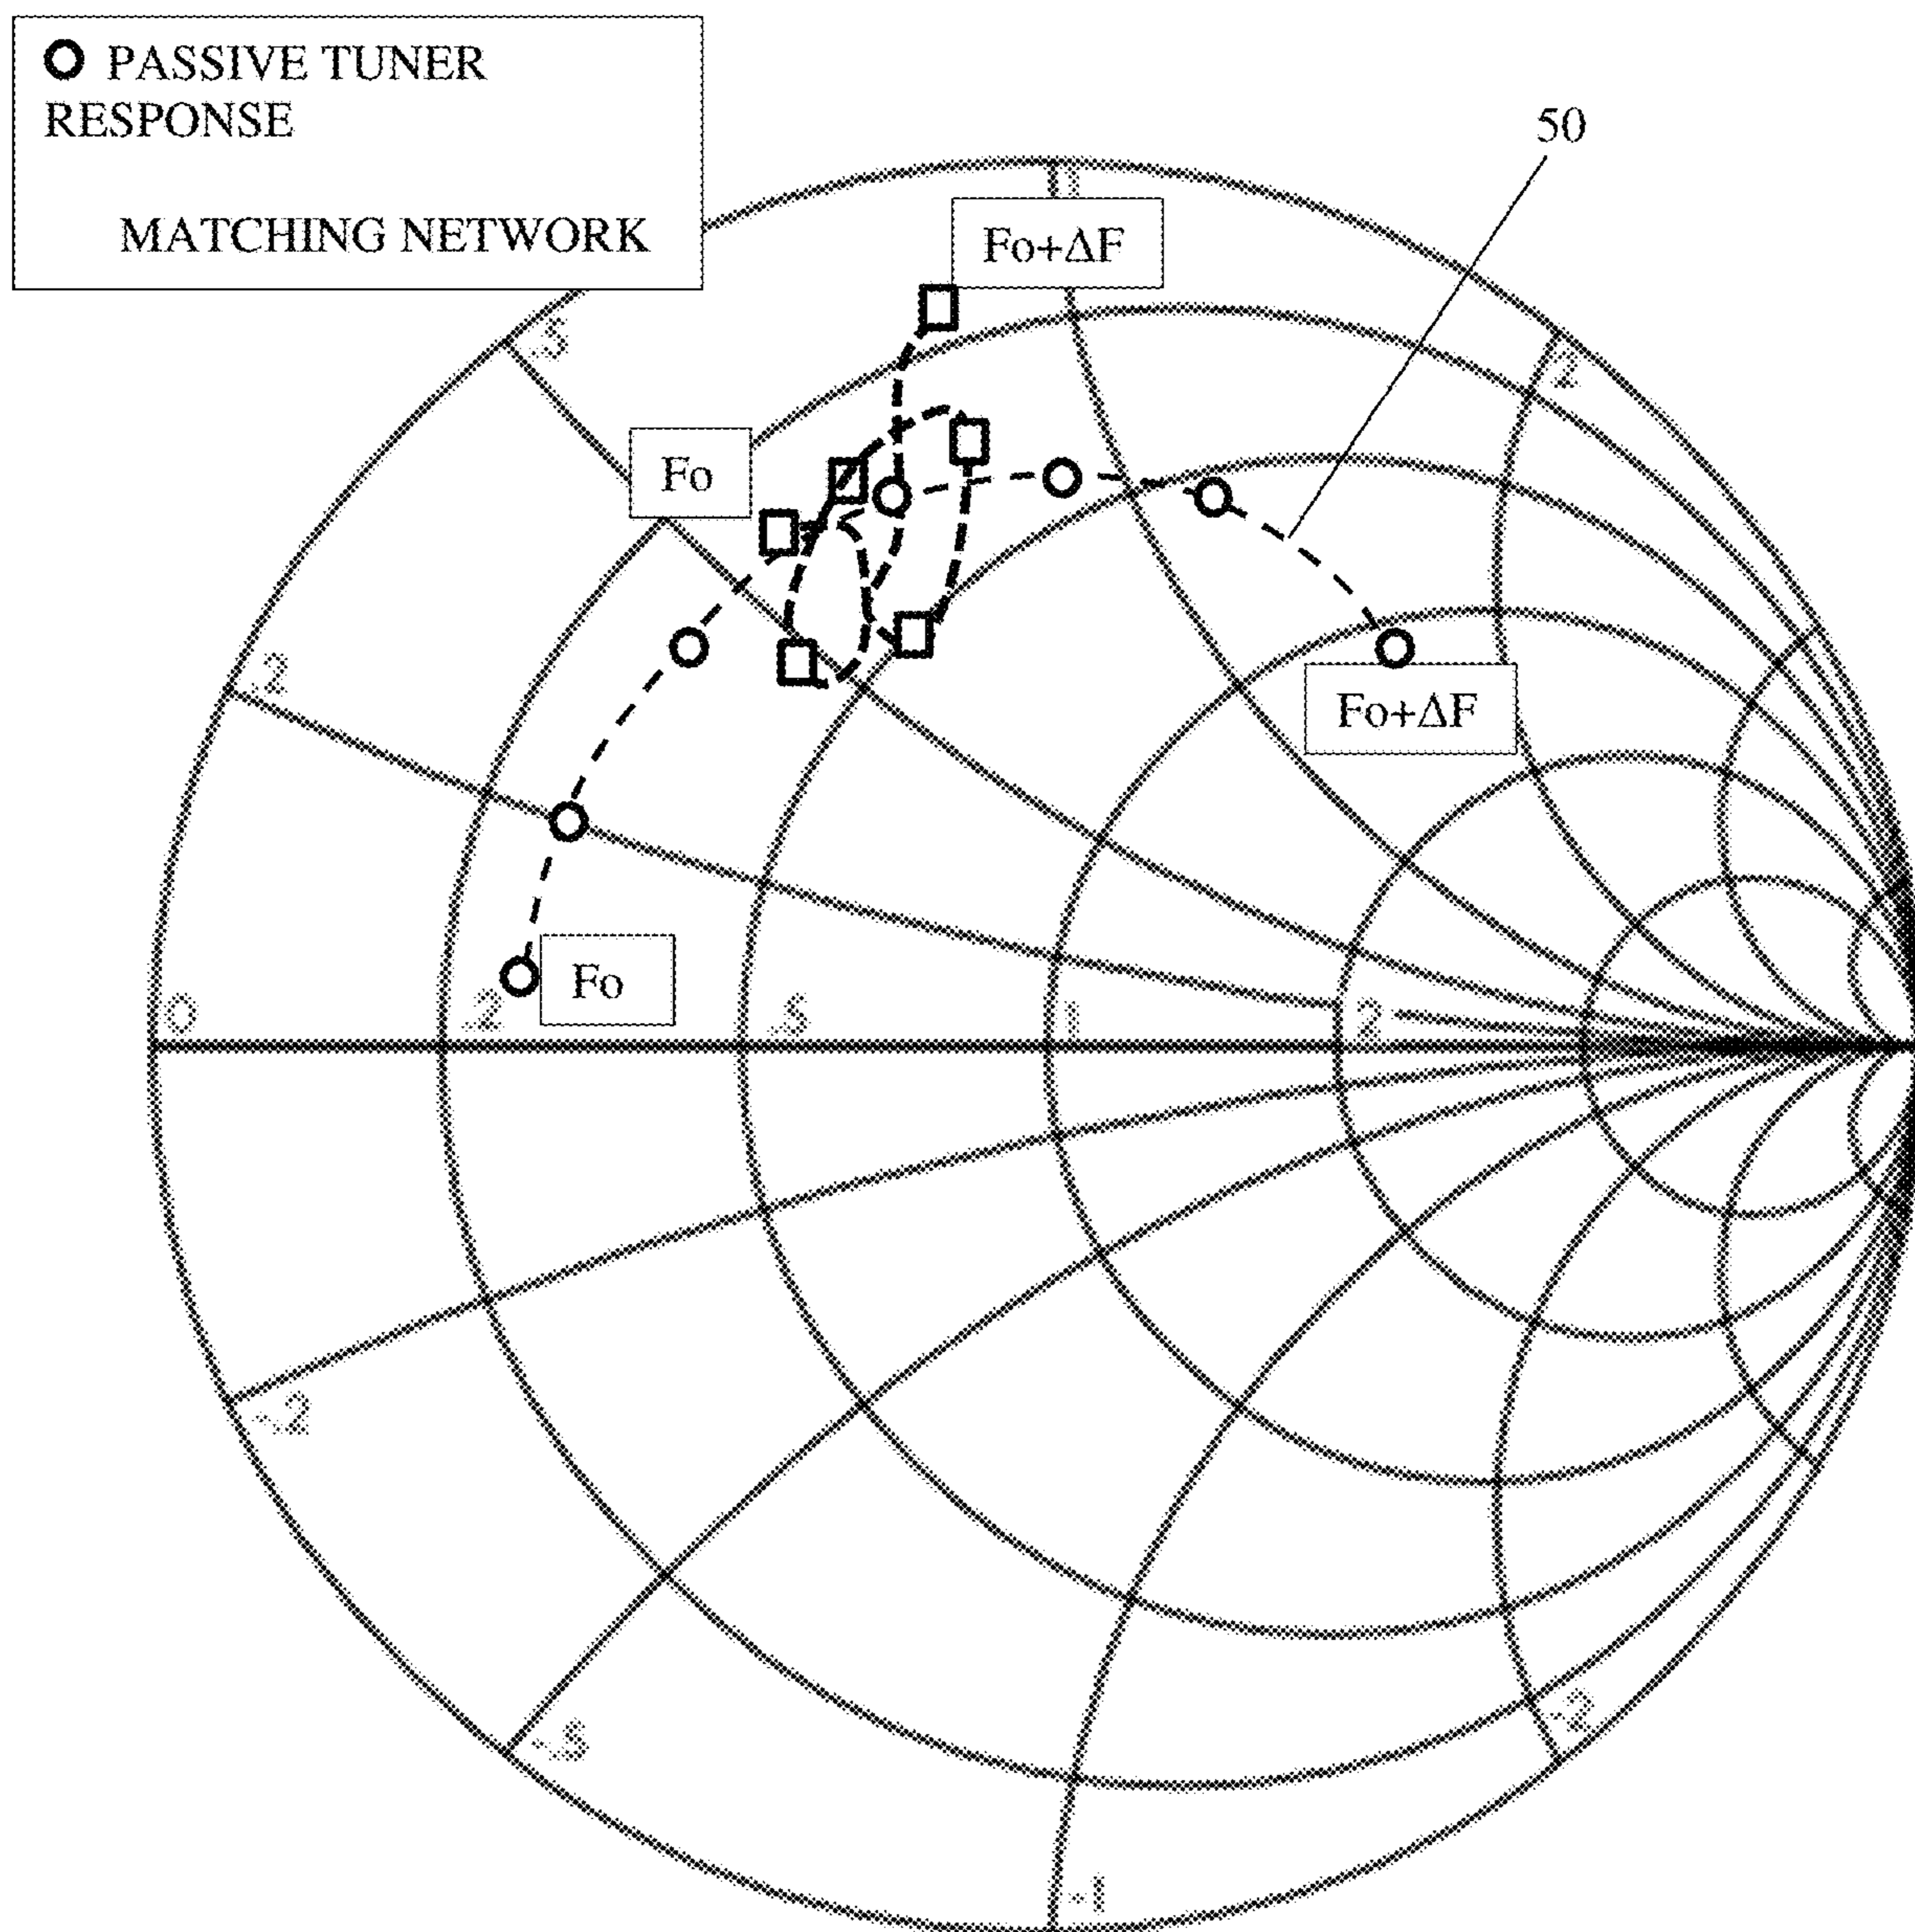 PASSIVE TUNER
RESPONSE
MATCHING NETWORK
50
1
Fo+ΔF
.5
2
Fo
.2
Fo+ΔF
Fo
0
.2
.5
1
2
-.2
-.5
-2
-1